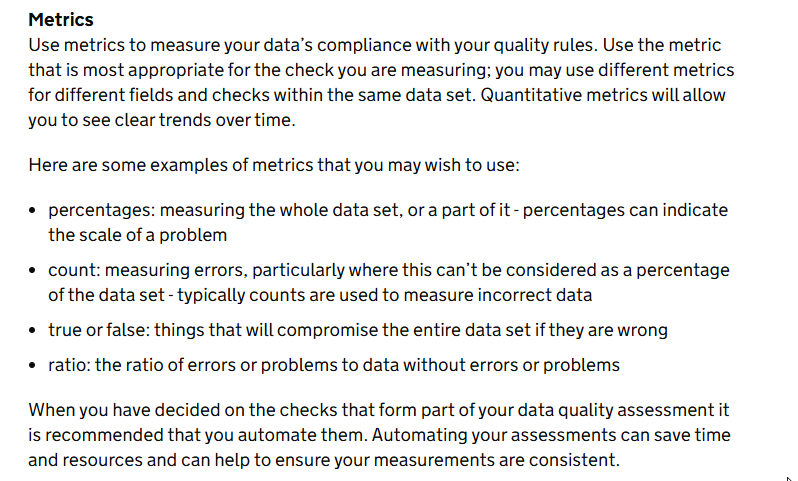 Metrics
Use metrics to measure your data’s compliance with your quality rules. Use the metric
that is most appropriate for the check you are measuring; you may use different metrics
for different fields and checks within the same data set. Quantitative metrics will allow
you to see clear trends over time.
Here are some examples of metrics that you may wish to use:
• percentages: measuring the whole data set, or a part of it - percentages can indicate
the scale of a problem
• count: measuring errors, particularly where this can’t be considered as a percentage
of the data set - typically counts are used to measure incorrect data
• true or false: things that will compromise the entire data set if they are wrong
• ratio: the ratio of errors or problems to data without errors or problems
When you have decided on the checks that form part of your data quality assessment it
is recommended that you automate them. Automating your assessments can save time
and resources and can help to ensure your measurements are consistent.